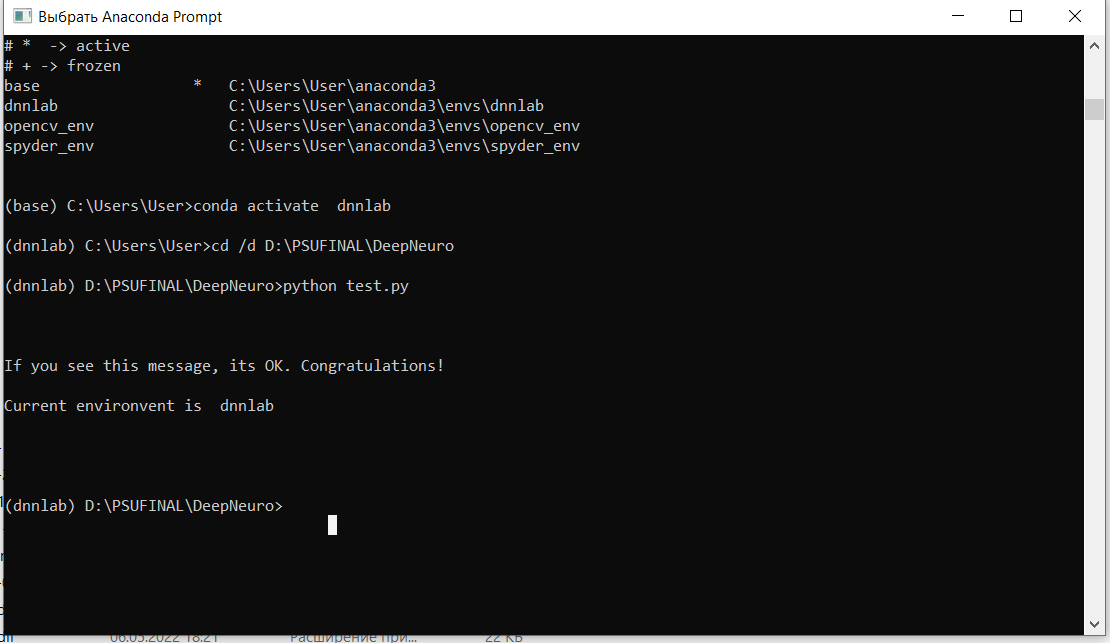 Выбрать Anaconda Prompt
# *  -> active
# + -> frozen
base                 *   C:\Users\User\anaconda3
dnnlab                   C:\Users\User\anaconda3\envs\dnnlab
opencv_env               C:\Users\User\anaconda3\envs\opencv_env
spyder_env               C:\Users\User\anaconda3\envs\spyder_env
(base) C:\Users\User>conda activate  dnnlab
(dnnlab) C:\Users\User>cd /d D:\PSUFINAL\DeepNeuro
(dnnlab) D:\PSUFINAL\DeepNeuro>python test.py
If you see this message, its OK. Congratulations!
Current environvent is  dnnlab
(dnnlab) D:\PSUFINAL\DeepNeuro>
06.05.2022 18:21 Расширение при... 22 КБ